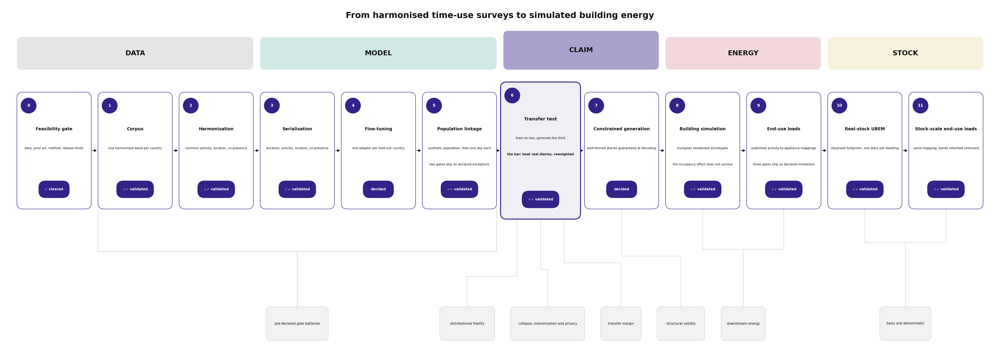 From harmonised time-use surveys to simulated building energy
DATA
MODEL
CLAIM
ENERGY
STOCK
0
Feasibility gate
data, prior art, method, release limits
✓ cleared
1
Corpus
one harmonised wave per country
✓✓ validated
2
Harmonisation
common activity, location, co-presence
✓✓ validated
3
Serialisation
duration, activity, location, co-presence
✓✓ validated
4
Fine-tuning
one adapter per held-out country
decided
5
Population linkage
synthetic population, then one day each
two gates ship as declared exceptions
✓✓ validated
6
Transfer test
train on two, generate the third
the bar: beat real diaries, reweighted
✓✓ validated
7
Constrained generation
well-formed diaries guaranteed at decoding
decided
8
Building simulation
European residential archetypes
the occupancy effect does not survive
✓✓ validated
9
End-use loads
published activity-to-appliance mappings
three gates ship as declared limitations
✓✓ validated
10
Real-stock UBEM
observed footprints, one diary per dwelling
✓✓ validated
11
Stock-scale end-use loads
same mapping, bands inherited unmoved
✓✓ validated
pre-declared gate batteries
distributional fidelity
collapse, memorisation and privacy
transfer margin
structural validity
downstream energy
basis and denominator